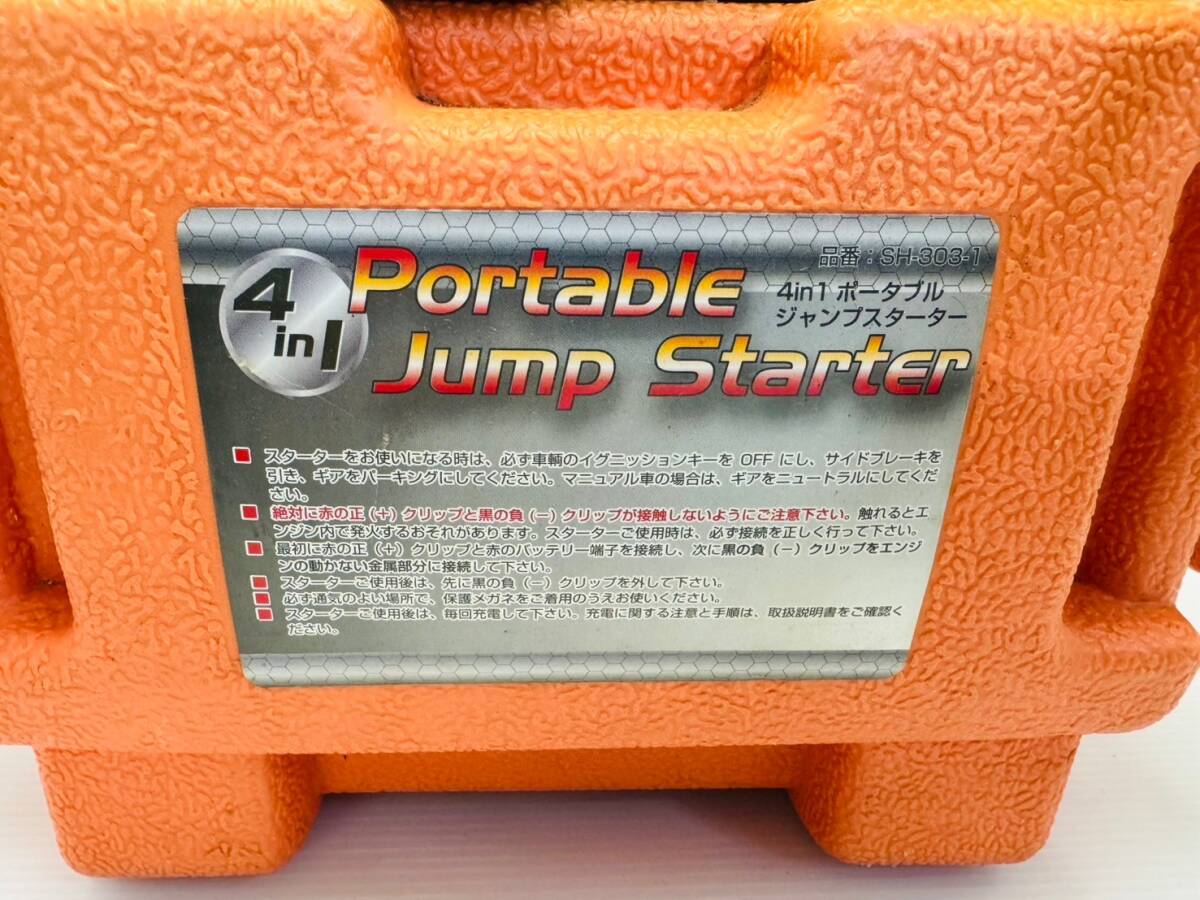 4 in 1
Portable
Jump Starter
品番：SH-303-1
4in1 ポータブル
ジャンプスターター
スターターをお使いになる時は、必ず車輌のイグニッションキーを OFF にし、サイドブレーキを
引き、ギアをパーキングにしてください。マニュアル車の場合は、ギアをニュートラルにしてくだ
さい。
絶対に赤の正（＋）クリップと黒の負（－）クリップが接触しないようにご注意下さい。触れるとエ
ンジン内で発火するおそれがあります。スターターご使用時は、必ず接続を正しく行って下さい。
最初に赤の正（＋）クリップと赤のバッテリー端子を接続し、次に黒の負（－）クリップをエンジ
ンの動かない金属部分に接続して下さい。
スターターご使用後は、先に黒の負（－）クリップを外して下さい。
必ず通気のよい場所で、保護メガネをご着用のうえお使いください。
スターターご使用後は、毎回充電して下さい。充電に関する注意と手順は、取扱説明書をご確認く
ださい。